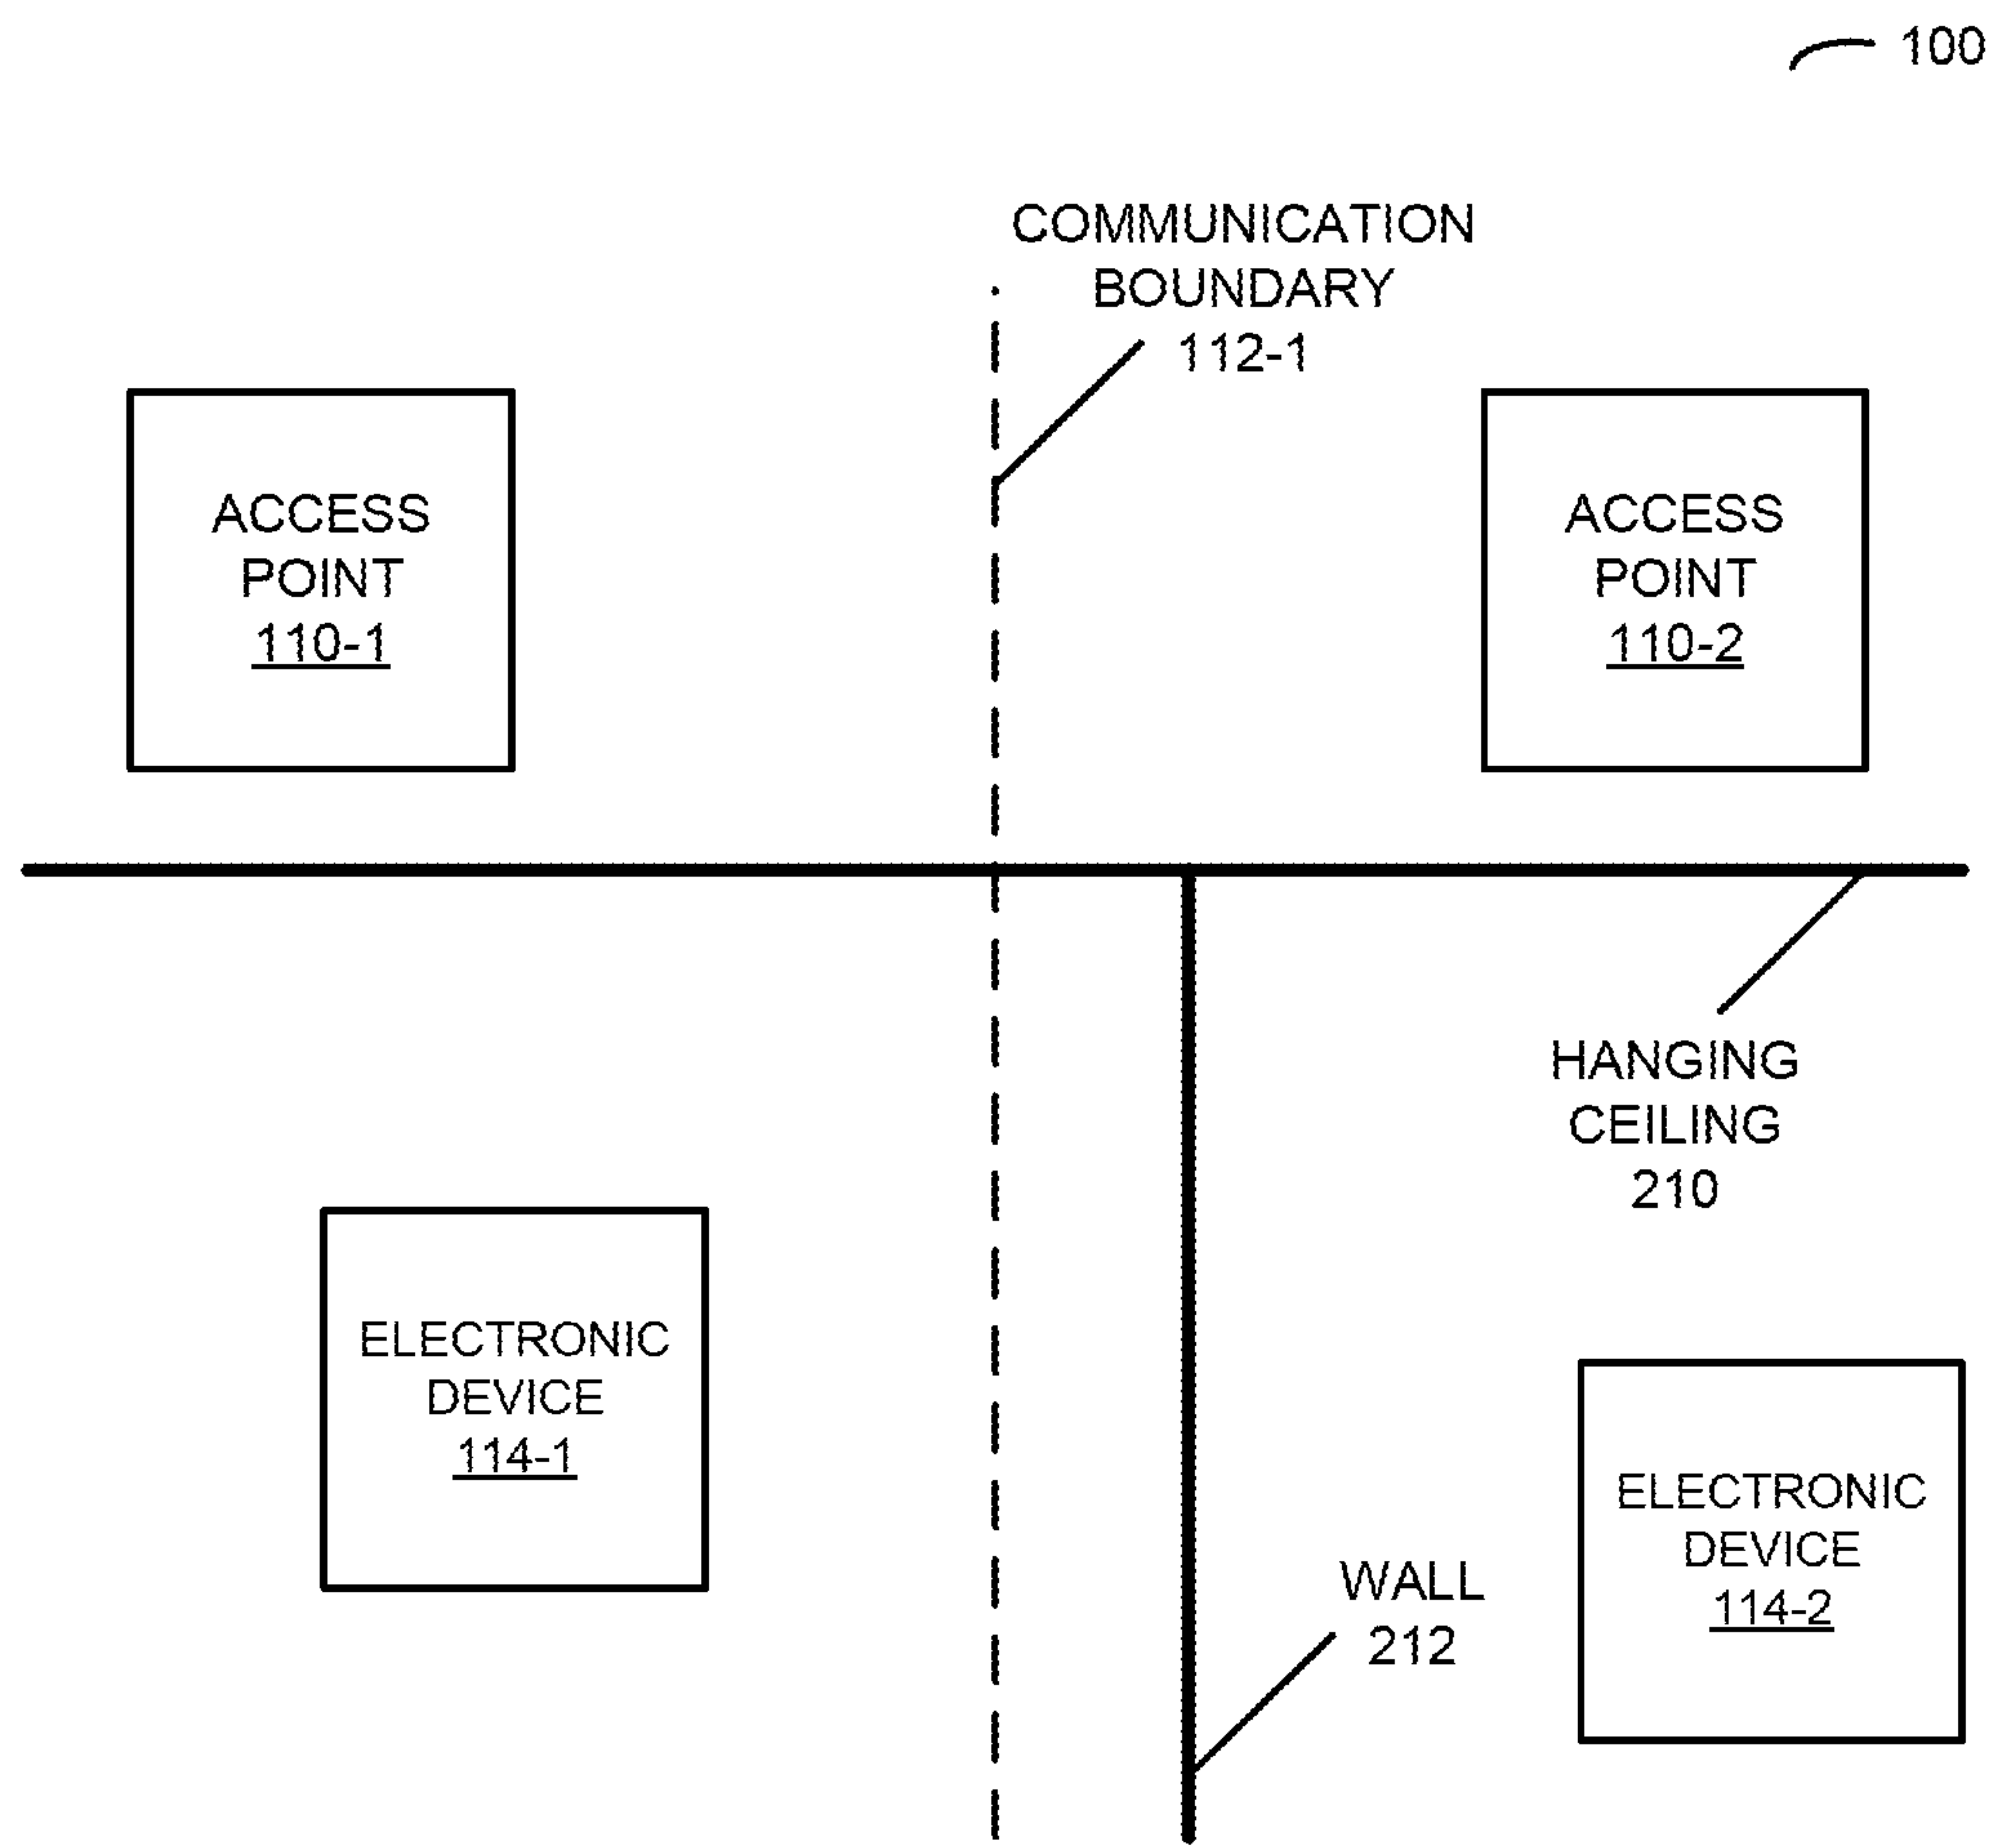 100
COMMUNICATION
BOUNDARY
112-1
ACCESS
POINT
110-1
ACCESS
POINT
110-2
HANGING
CEILING
210
ELECTRONIC
DEVICE
114-1
ELECTRONIC
DEVICE
114-2
WALL
212